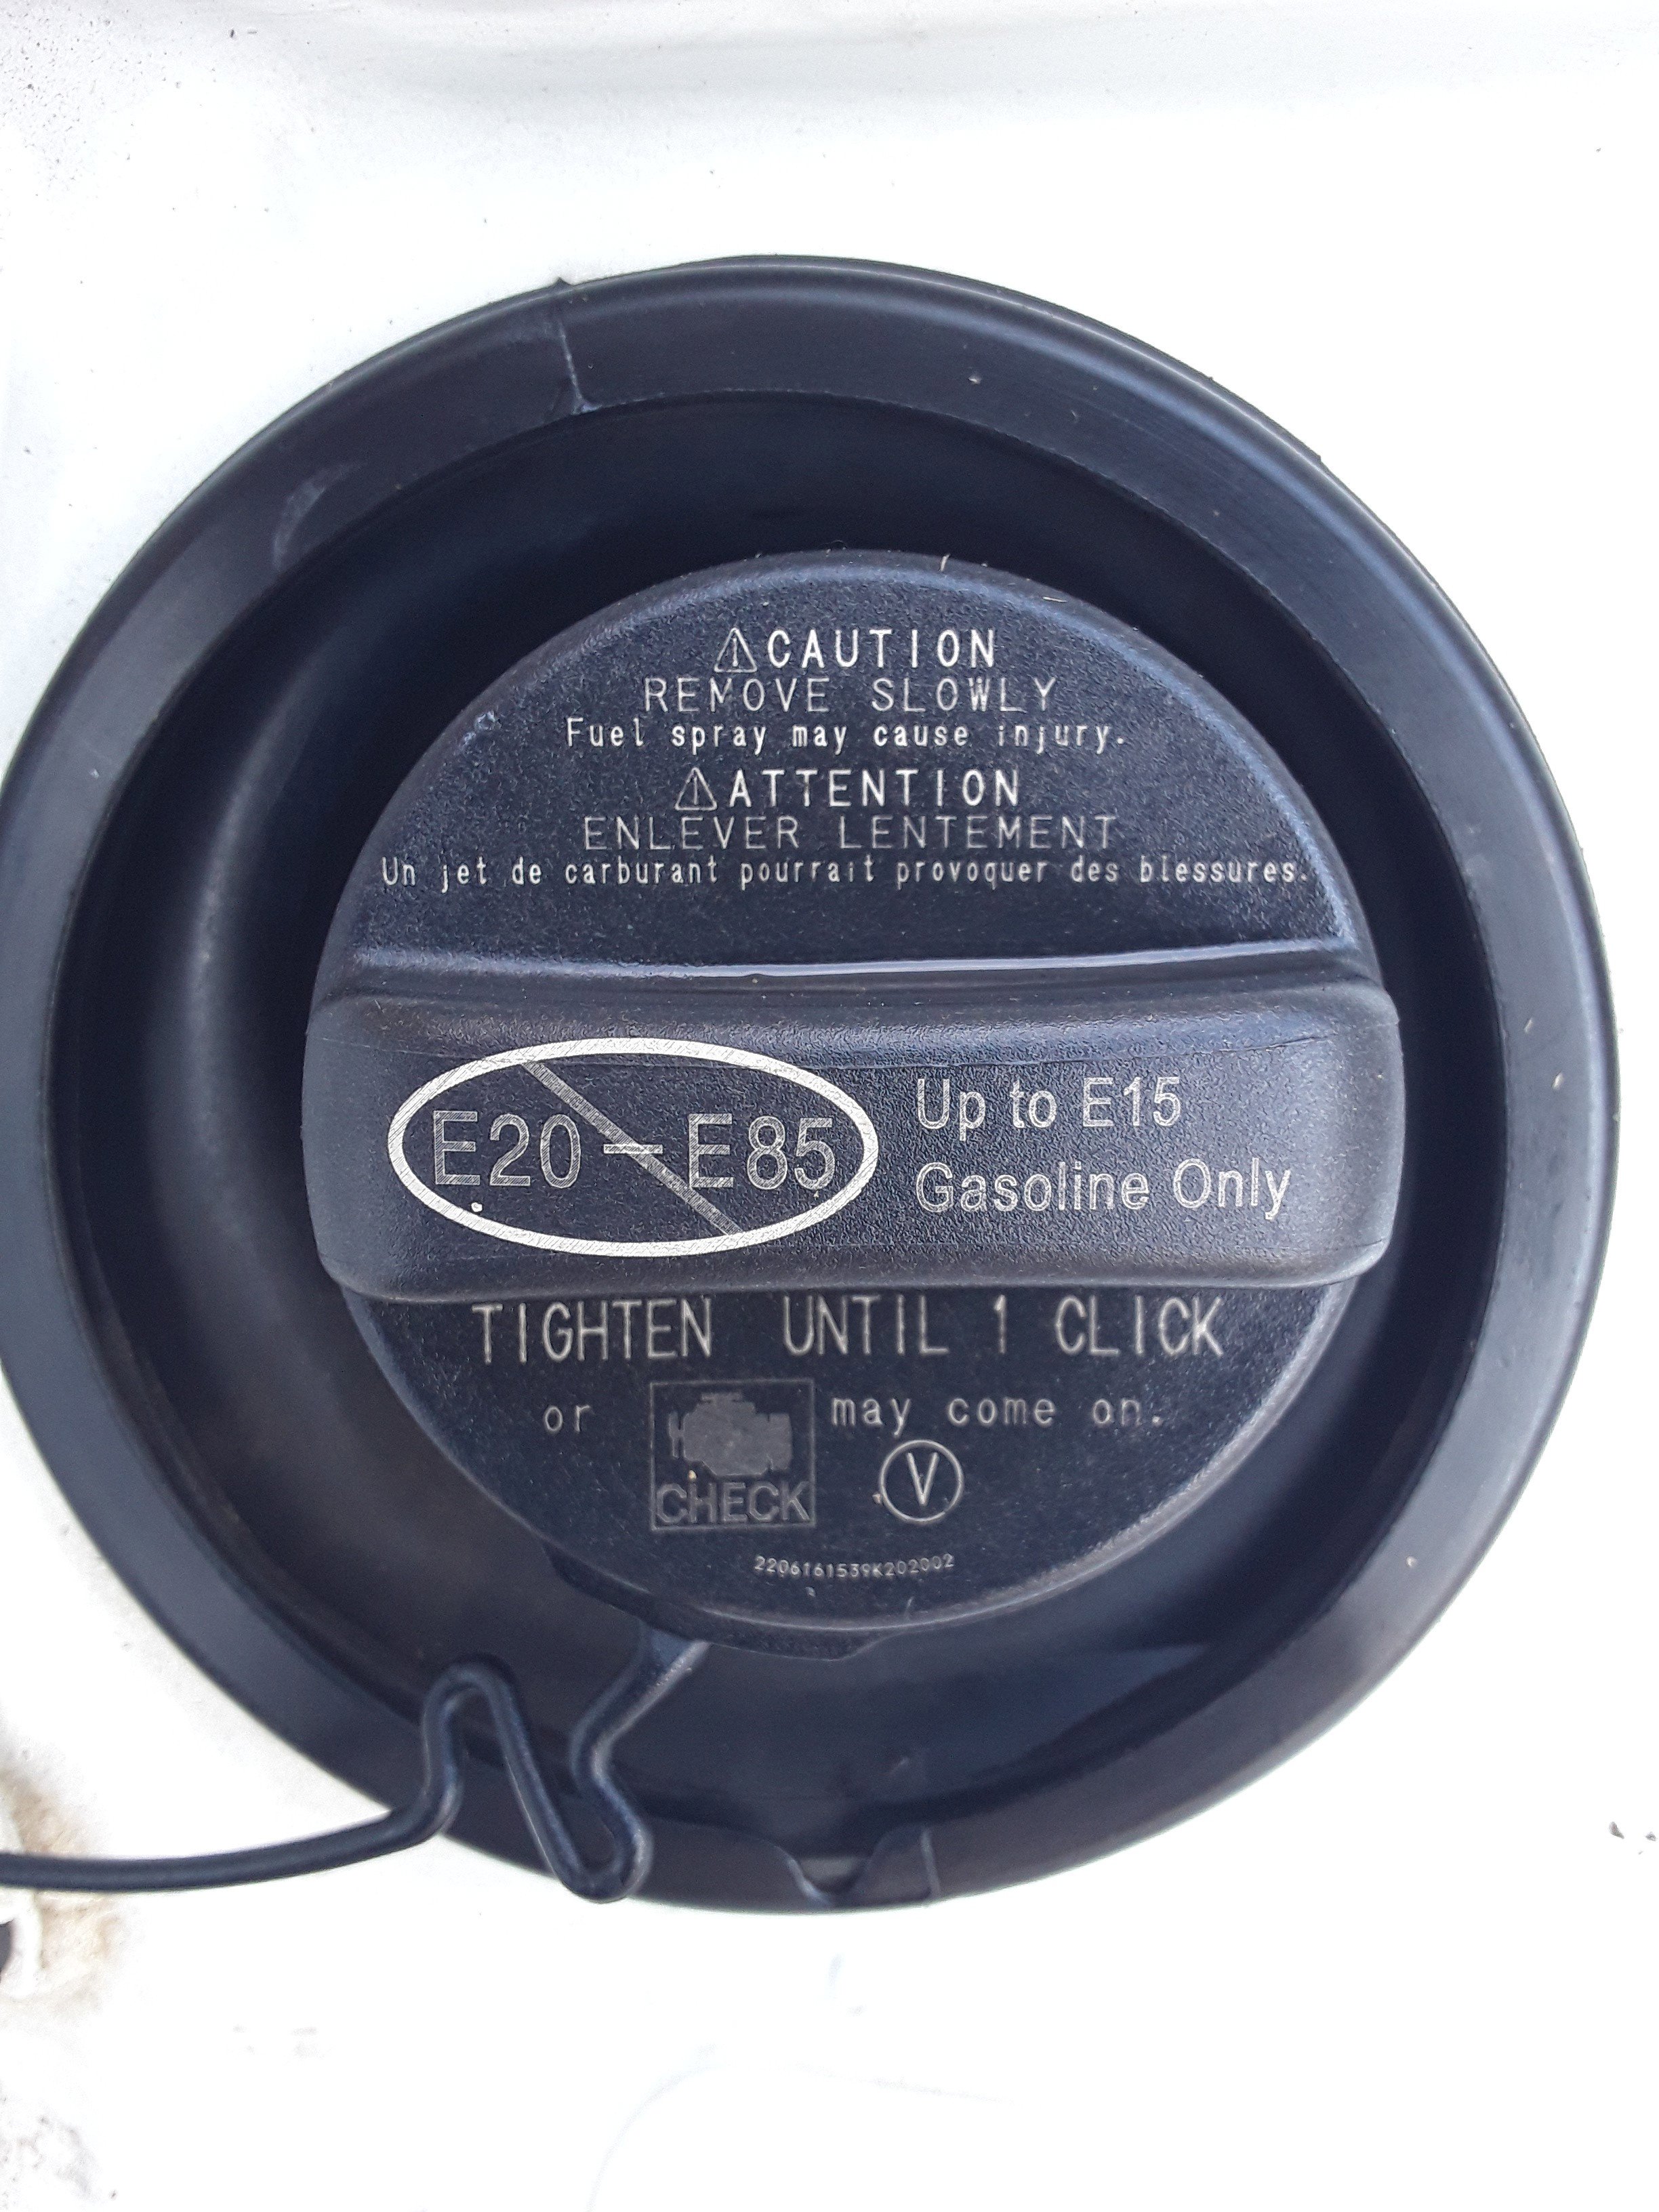 ⚠CAUTION
REMOVE SLOWLY
Fuel spray may cause injury.
⚠ATTENTION
ENLEVER LENTEMENT
Un jet de carburant pourrait provoquer des blessures.
E20-E85
Up to E15
Gasoline Only
TIGHTEN UNTIL 1 CLICK
or CHECK may come on.
V
2206161539K202002